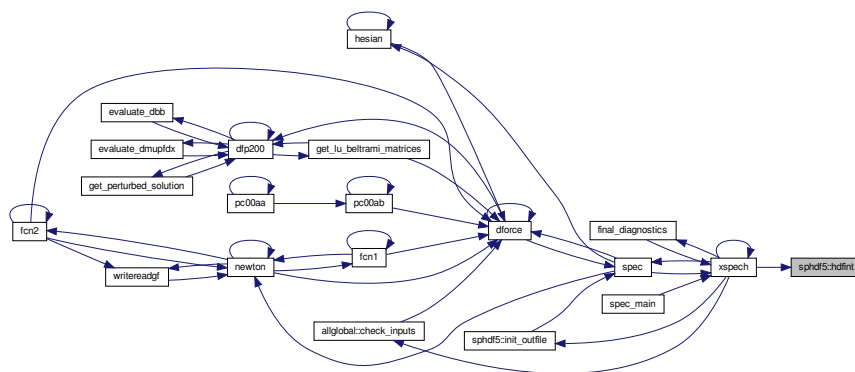 hesian
evaluate_dbb
evaluate_dmupfdx
dfp200
get_lu_beltrami_matrices
get_perturbed_solution
pc00aa
pc00ab
fcn2
dforce
final_diagnostics
newton
fcn1
spec
xspech
sphdf5::hdfint
writereadgf
spec_main
allglobal::check_inputs
sphdf5::init_outfile